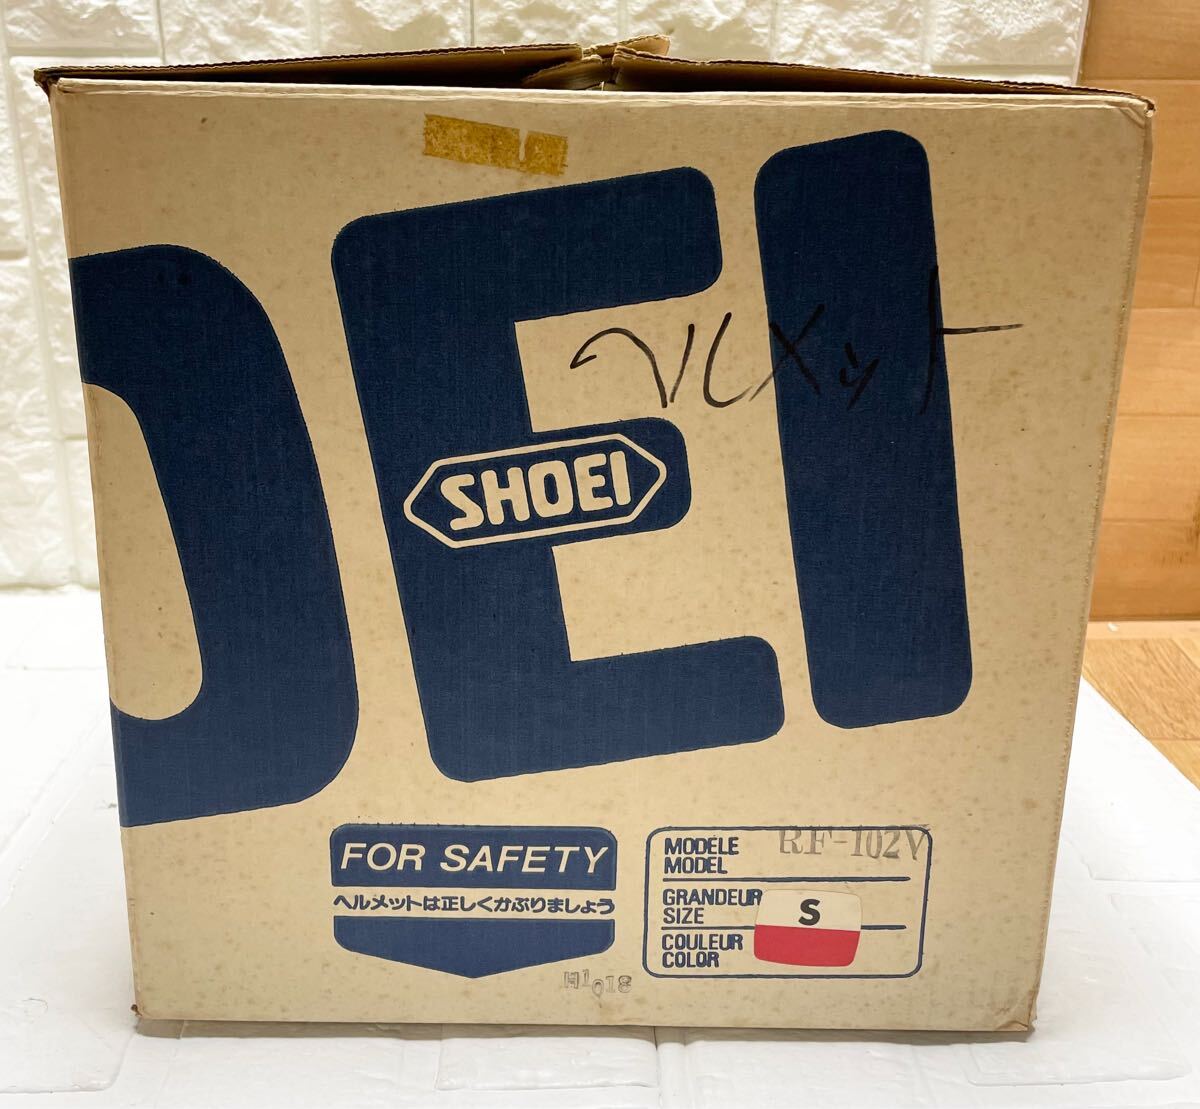 OEI
ヘルメット
SHOEI
FOR SAFETY
ヘルメットは正しくかぶりましょう
MODÈLE
MODEL
RF-102V
GRANDEUR
SIZE
S
COULEUR
COLOR
H1018